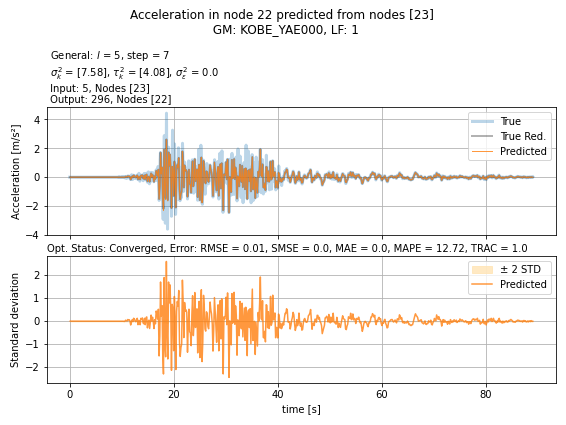 Acceleration in node 22 predicted from nodes [23]
GM: KOBE_YAE000, LF: 1
General: l = 5, step = 7
σ²ₖ = [7.58], τ²ₖ = [4.08], σ²ε = 0.0
Input: 5, Nodes [23]
Output: 296, Nodes [22]
Acceleration [m/s²]
4
2
0
−2
−4
True
True Red.
Predicted
Opt. Status: Converged, Error: RMSE = 0.01, SMSE = 0.0, MAE = 0.0, MAPE = 12.72, TRAC = 1.0
Standard deviation
2
1
0
−1
−2
± 2 STD
Predicted
0 20 40 60 80
time [s]